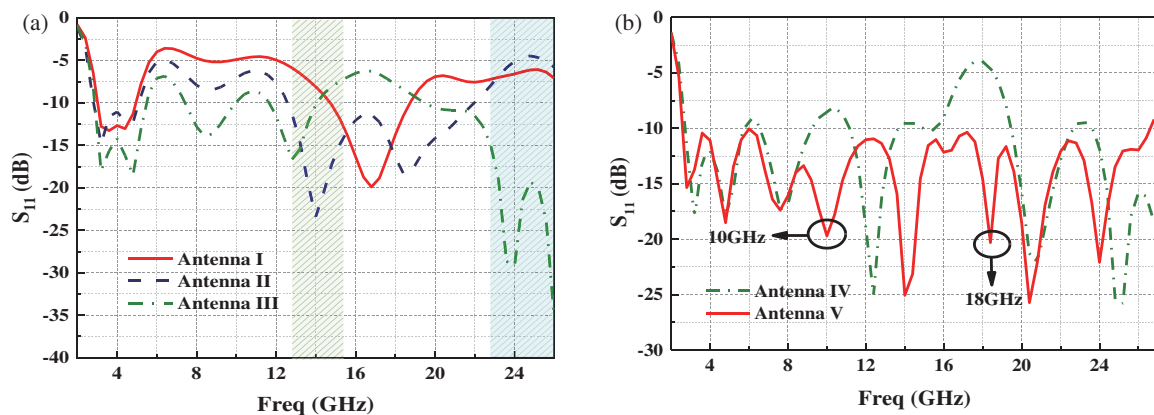 (a)
0
-5
-10
-15
-20
-25
-30
-35
-40
S11 (dB)
Antenna I
Antenna II
Antenna III
4 8 12 16 20 24
Freq (GHz)
(b)
0
-5
-10
-15
-20
-25
-30
S11 (dB)
10GHz
18GHz
Antenna IV
Antenna V
4 8 12 16 20 24
Freq (GHz)